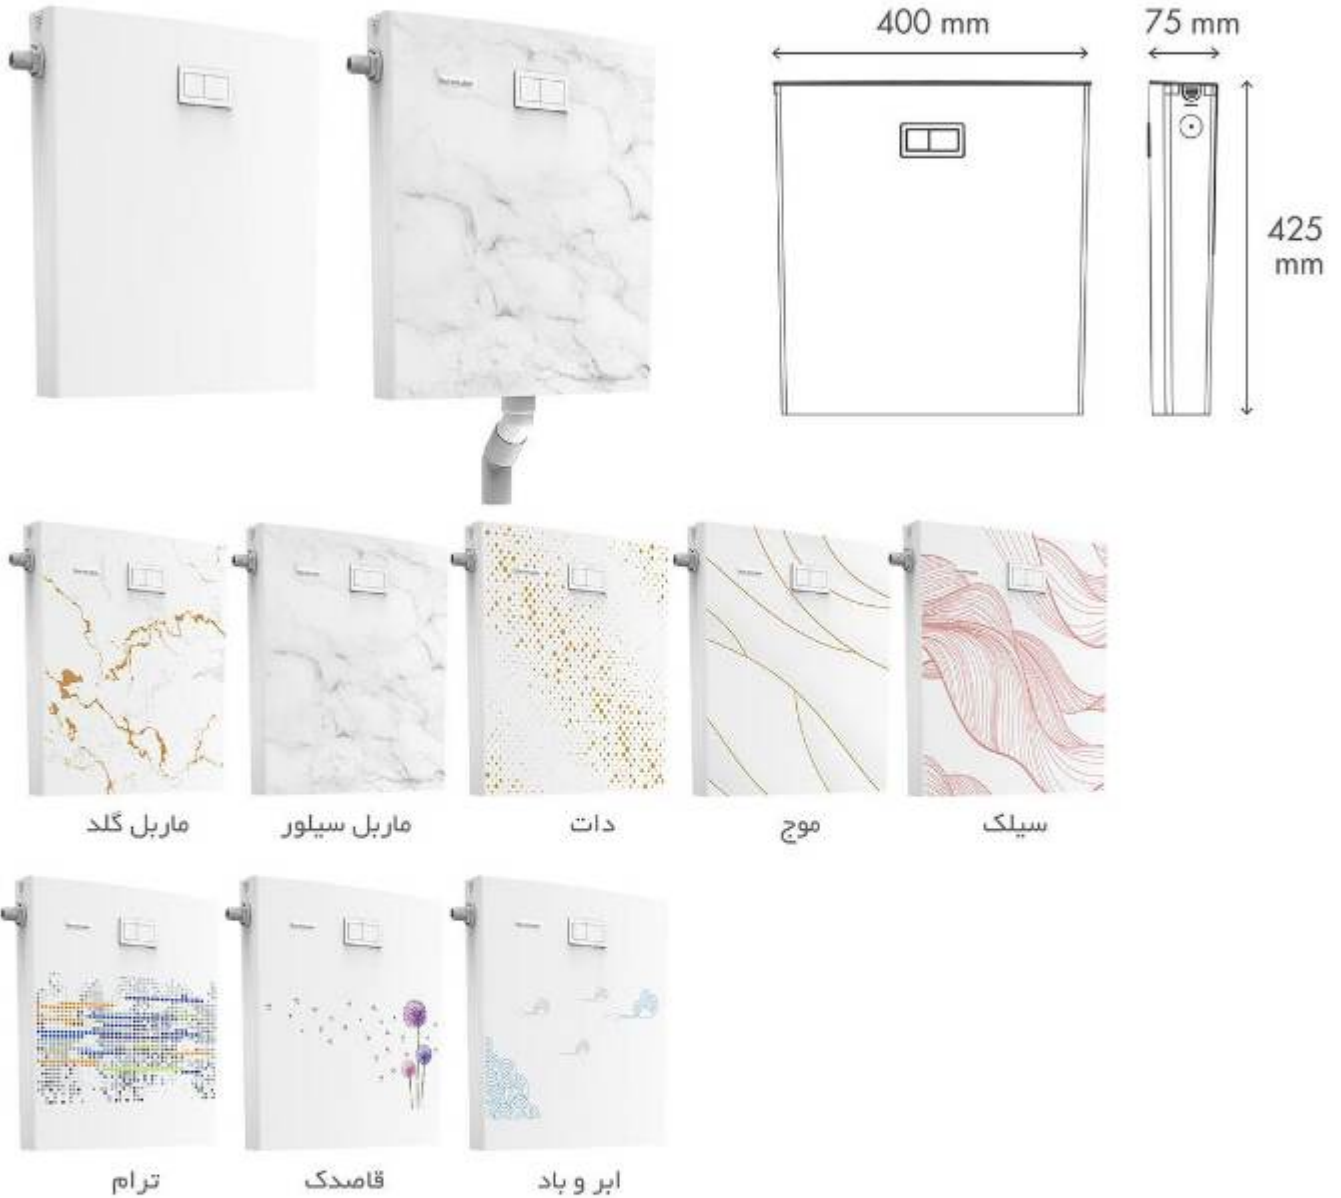 400 mm
75 mm
425
mm
ماربل گلد
ماربل سیلور
دات
موج
سیلک
ترام
قاصدک
ابر و باد